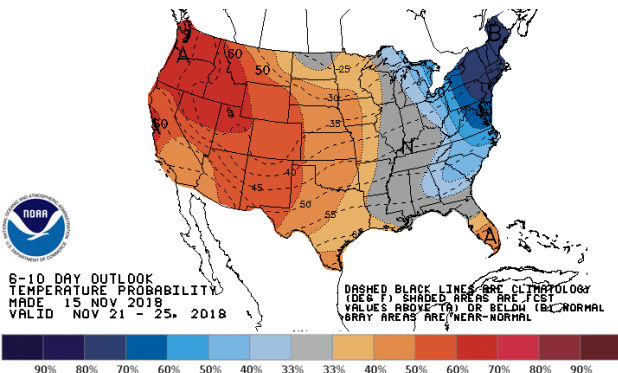 B
A
60
50
25
30
35
60
N
40
45
50
55
A
NOAA
6-10 DAY OUTLOOK
TEMPERATURE PROBABILITY
MADE 15 NOV 2018
VALID NOV 21 - 25, 2018
DASHED BLACK LINES ARE CLIMATOLOGY
(DEG F) SHADED AREAS ARE FCST
VALUES ABOVE (A) OR BELOW (B) NORMAL
GRAY AREAS ARE NEAR-NORMAL
90% 80% 70% 60% 50% 40% 33% 33% 40% 50% 60% 70% 80% 90%